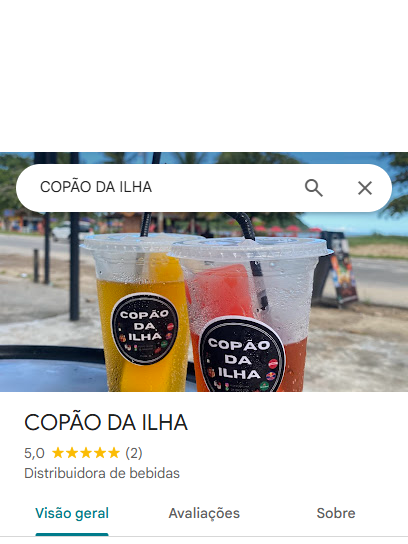 COPÃO DA ILHA
COPÃO
DA
ILHA
COPÃO
DA
ILHA
COPÃO DA ILHA
5,0 ★★★★★ (2)
Distribuidora de bebidas
Visão geral Avaliações Sobre